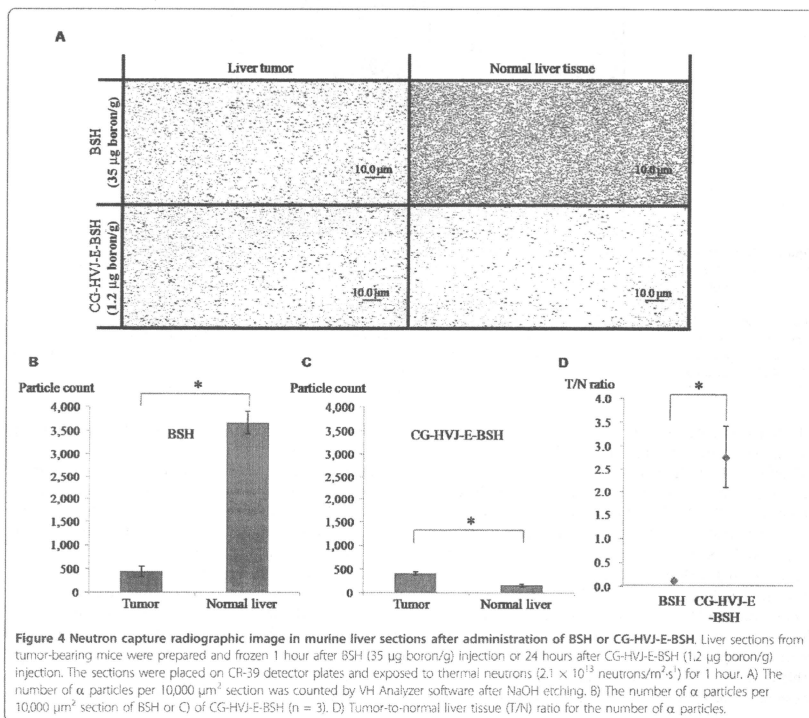 A
Liver tumor Normal liver tissue
BSH
(35 µg boron/g)
10.0 µm
10.0 µm
CG-HVJ-E-BSH
(1.2 µg boron/g)
10.0 µm
10.0 µm
B
Particle count
*
4,000
3,500
3,000
2,500
2,000
1,500
1,000
500
0
BSH
Tumor Normal liver
C
Particle count
4,000
3,500
3,000
2,500
2,000
1,500
1,000
500
0
CG-HVJ-E-BSH
*
Tumor Normal liver
D
T/N ratio
*
4.0
3.5
3.0
2.5
2.0
1.5
1.0
0.5
0.0
BSH CG-HVJ-E
-BSH
Figure 4 Neutron capture radiographic image in murine liver sections after administration of BSH or CG-HVJ-E-BSH. Liver sections from
tumor-bearing mice were prepared and frozen 1 hour after BSH (35 µg boron/g) injection or 24 hours after CG-HVJ-E-BSH (1.2 µg boron/g)
injection. The sections were placed on CR-39 detector plates and exposed to thermal neutrons (2.1 × 10¹³ neutrons/m²·s¹) for 1 hour. A) The
number of α particles per 10,000 µm² section was counted by VH Analyzer software after NaOH etching. B) The number of α particles per
10,000 µm² section of BSH or C) of CG-HVJ-E-BSH (n = 3). D) Tumor-to-normal liver tissue (T/N) ratio for the number of α particles.